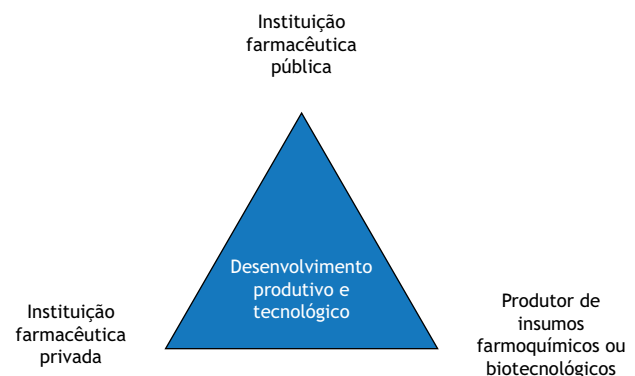 Instituição
farmacêutica
pública
Desenvolvimento
produtivo e
tecnológico
Instituição
farmacêutica
privada
Produtor de
insumos
farmoquímicos ou
biotecnológicos